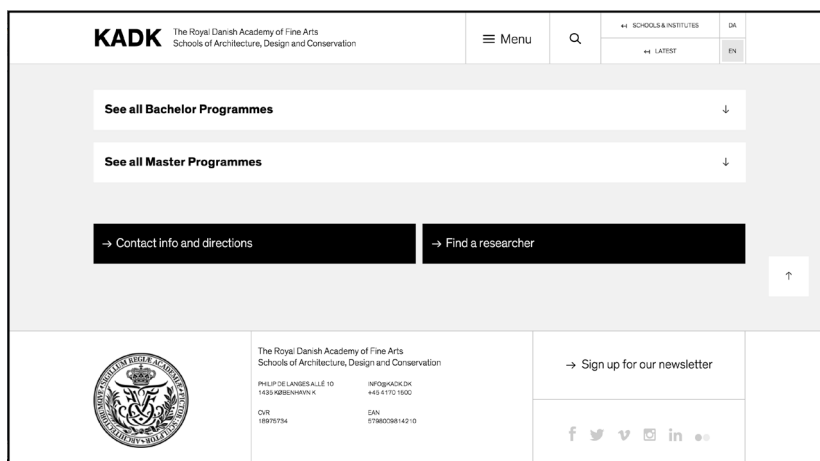 KADK
The Royal Danish Academy of Fine Arts
Schools of Architecture, Design and Conservation
Menu
SCHOOLS & INSTITUTES
DA
LATEST
EN
See all Bachelor Programmes
See all Master Programmes
→ Contact info and directions
→ Find a researcher
The Royal Danish Academy of Fine Arts
Schools of Architecture, Design and Conservation
PHILIP DE LANGES ALLÉ 10
1435 KØBENHAVN K
INFO@KADK.DK
+45 4170 1500
CVR
18975734
EAN
5798009814210
→ Sign up for our newsletter